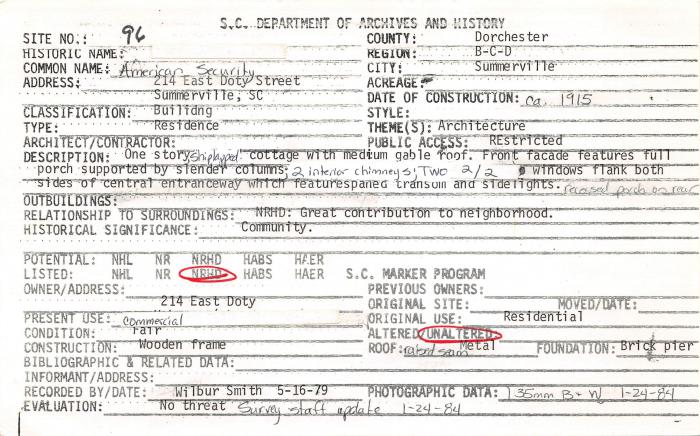 S.C. DEPARTMENT OF ARCHIVES AND HISTORY
SITE NO.: 96 COUNTY: Dorchester
HISTORIC NAME: REGION: B-C-D
COMMON NAME: American Security CITY: Summerville
ADDRESS: 214 East Doty Street ACREAGE:
Summerville, SC DATE OF CONSTRUCTION: ca. 1915
CLASSIFICATION: Builidng STYLE:
TYPE: Residence THEME(S): Architecture
ARCHITECT/CONTRACTOR: PUBLIC ACCESS: REstricted
DESCRIPTION: One story shiplapped cottage with medium gable roof. Front facade features full
porch supported by slender columns; 2 interior chimneys; TWO 2/2 windows flank both
sides of central entranceway which featurespaned transom and sidelights. recessed porch on rear
OUTBUILDINGS:
RELATIONSHIP TO SURROUNDINGS: NRHD: Great contribution to neighborhood.
HISTORICAL SIGNIFICANCE: Community.
POTENTIAL: NHL NR NRHD HABS HAER
LISTED: NHL NR NRHD HABS HAER S.C. MARKER PROGRAM
OWNER/ADDRESS: PREVIOUS OWNERS:
214 East Doty ORIGINAL SITE: MOVED/DATE:
PRESENT USE: commercial ORIGINAL USE: Residential
CONDITION: Fair ALTERED/UNALTERED:
CONSTRUCTION: Wooden frame ROOF: raised seam Metal FOUNDATION: Brick pier
BIBLIOGRAPHIC & RELATED DATA:
INFORMANT/ADDRESS:
RECORDED BY/DATE: Wilbur Smith 5-16-79 PHOTOGRAPHIC DATA: 35mm B+W 1-24-84
EVALUATION: No threat Survey staff update 1-24-84